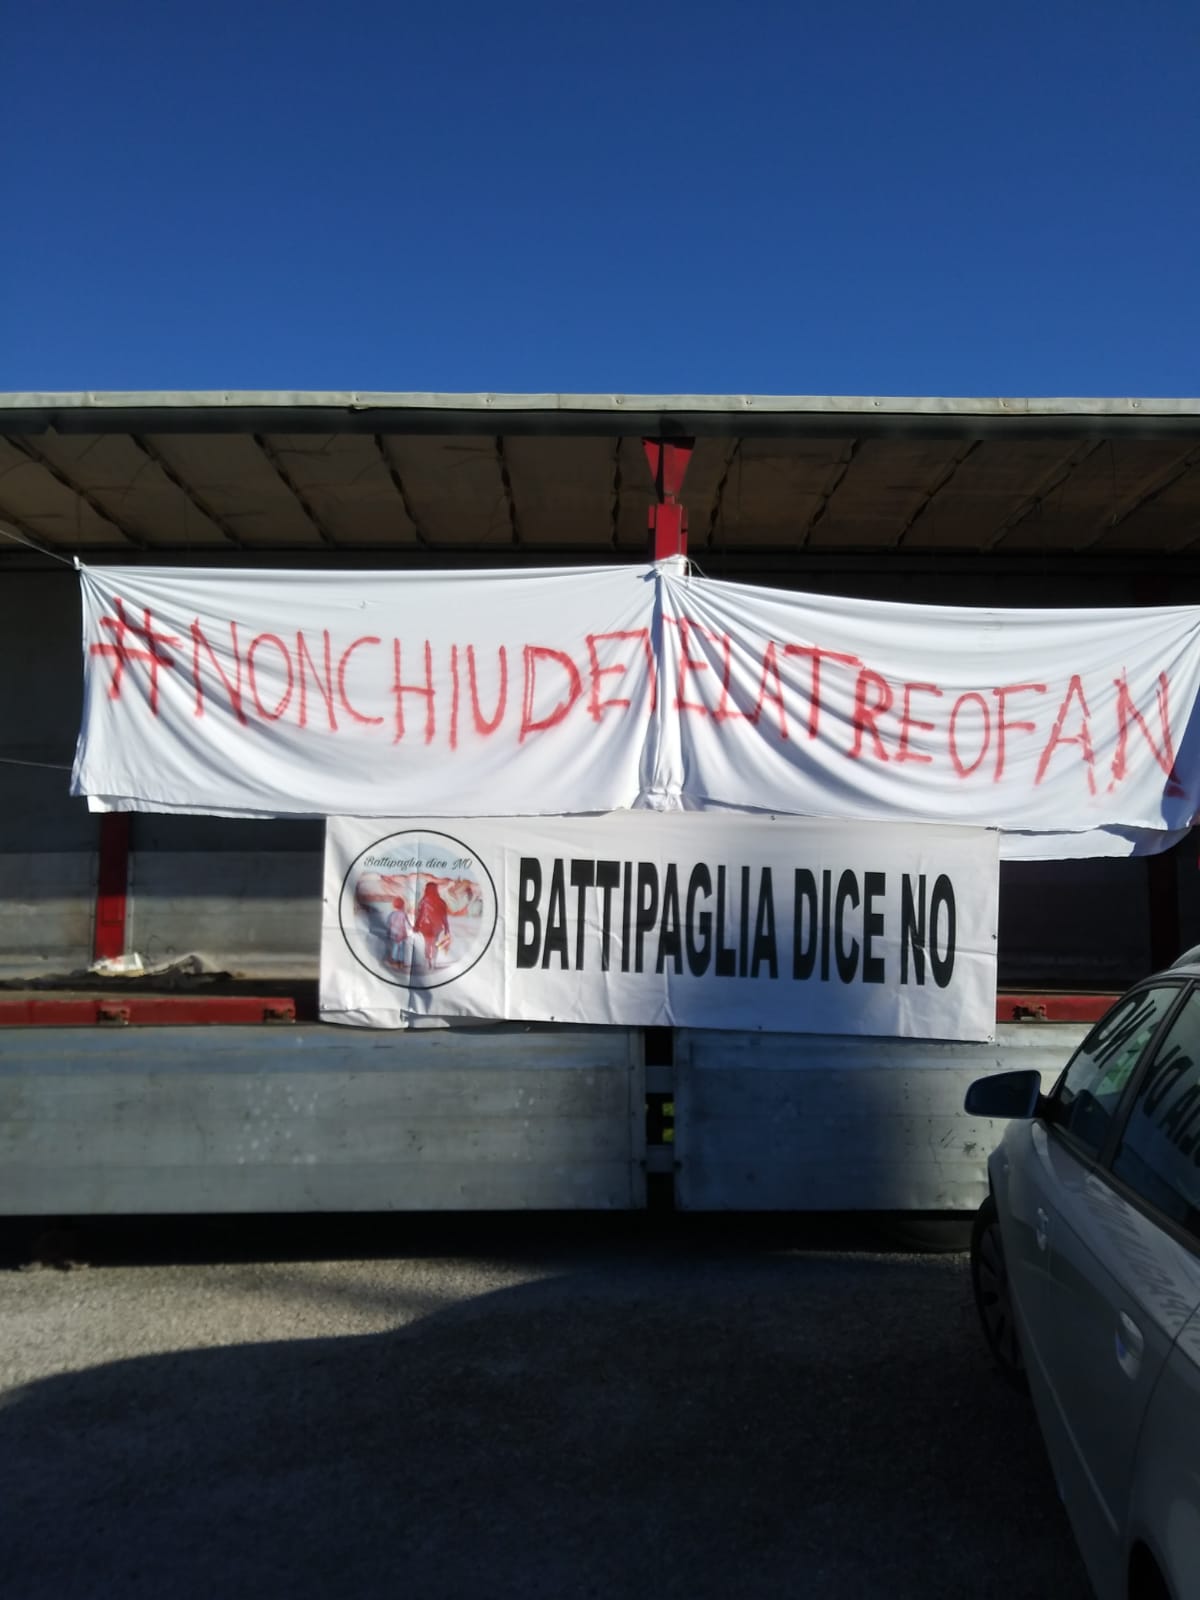 #NONCHIUDETELATREOFAN
Battipaglia dice NO
BATTIPAGLIA DICE NO